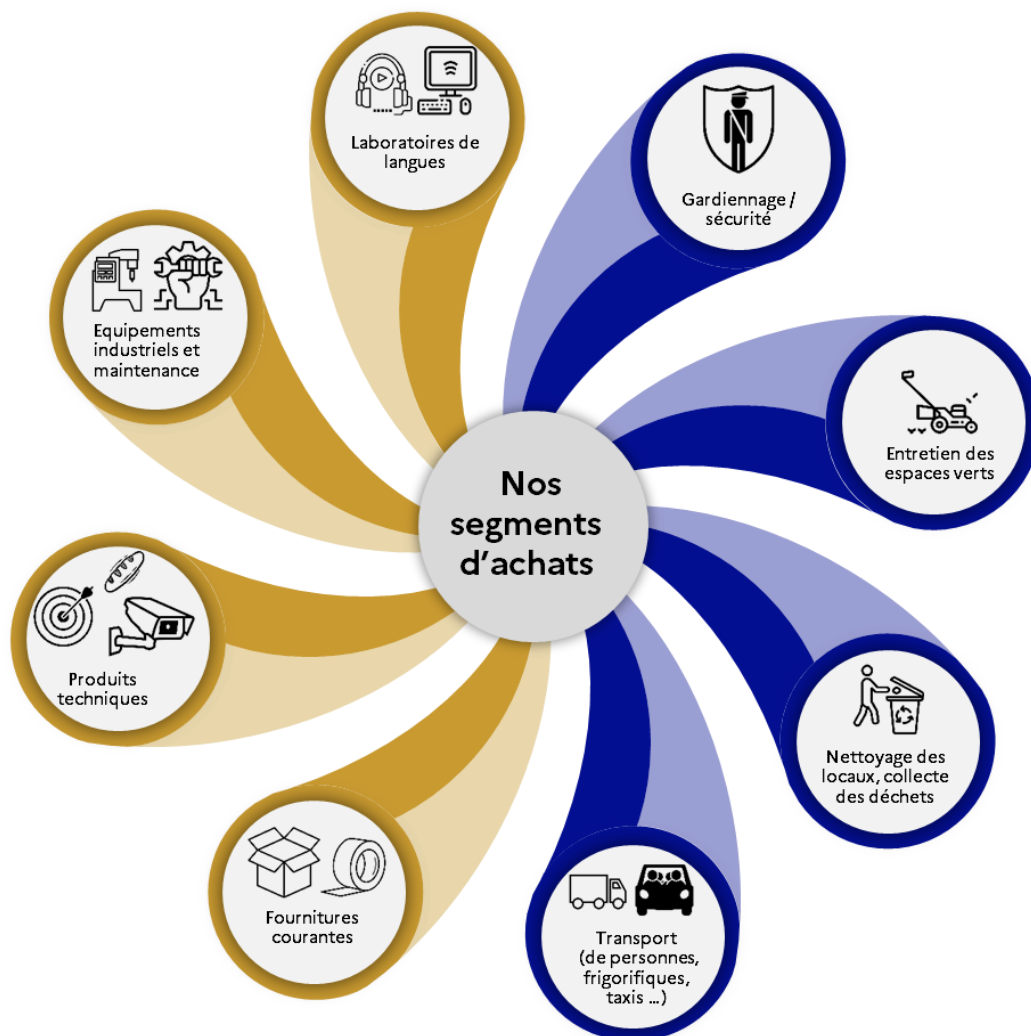 Laboratoires de
langues
Gardiennage /
sécurité
Equipements
industriels et
maintenance
Entretien des
espaces verts
Nos
segments
d'achats
Produits
techniques
Nettoyage des
locaux, collecte
des déchets
Fournitures
courantes
Transport
(de personnes,
frigorifiques,
taxis ...)